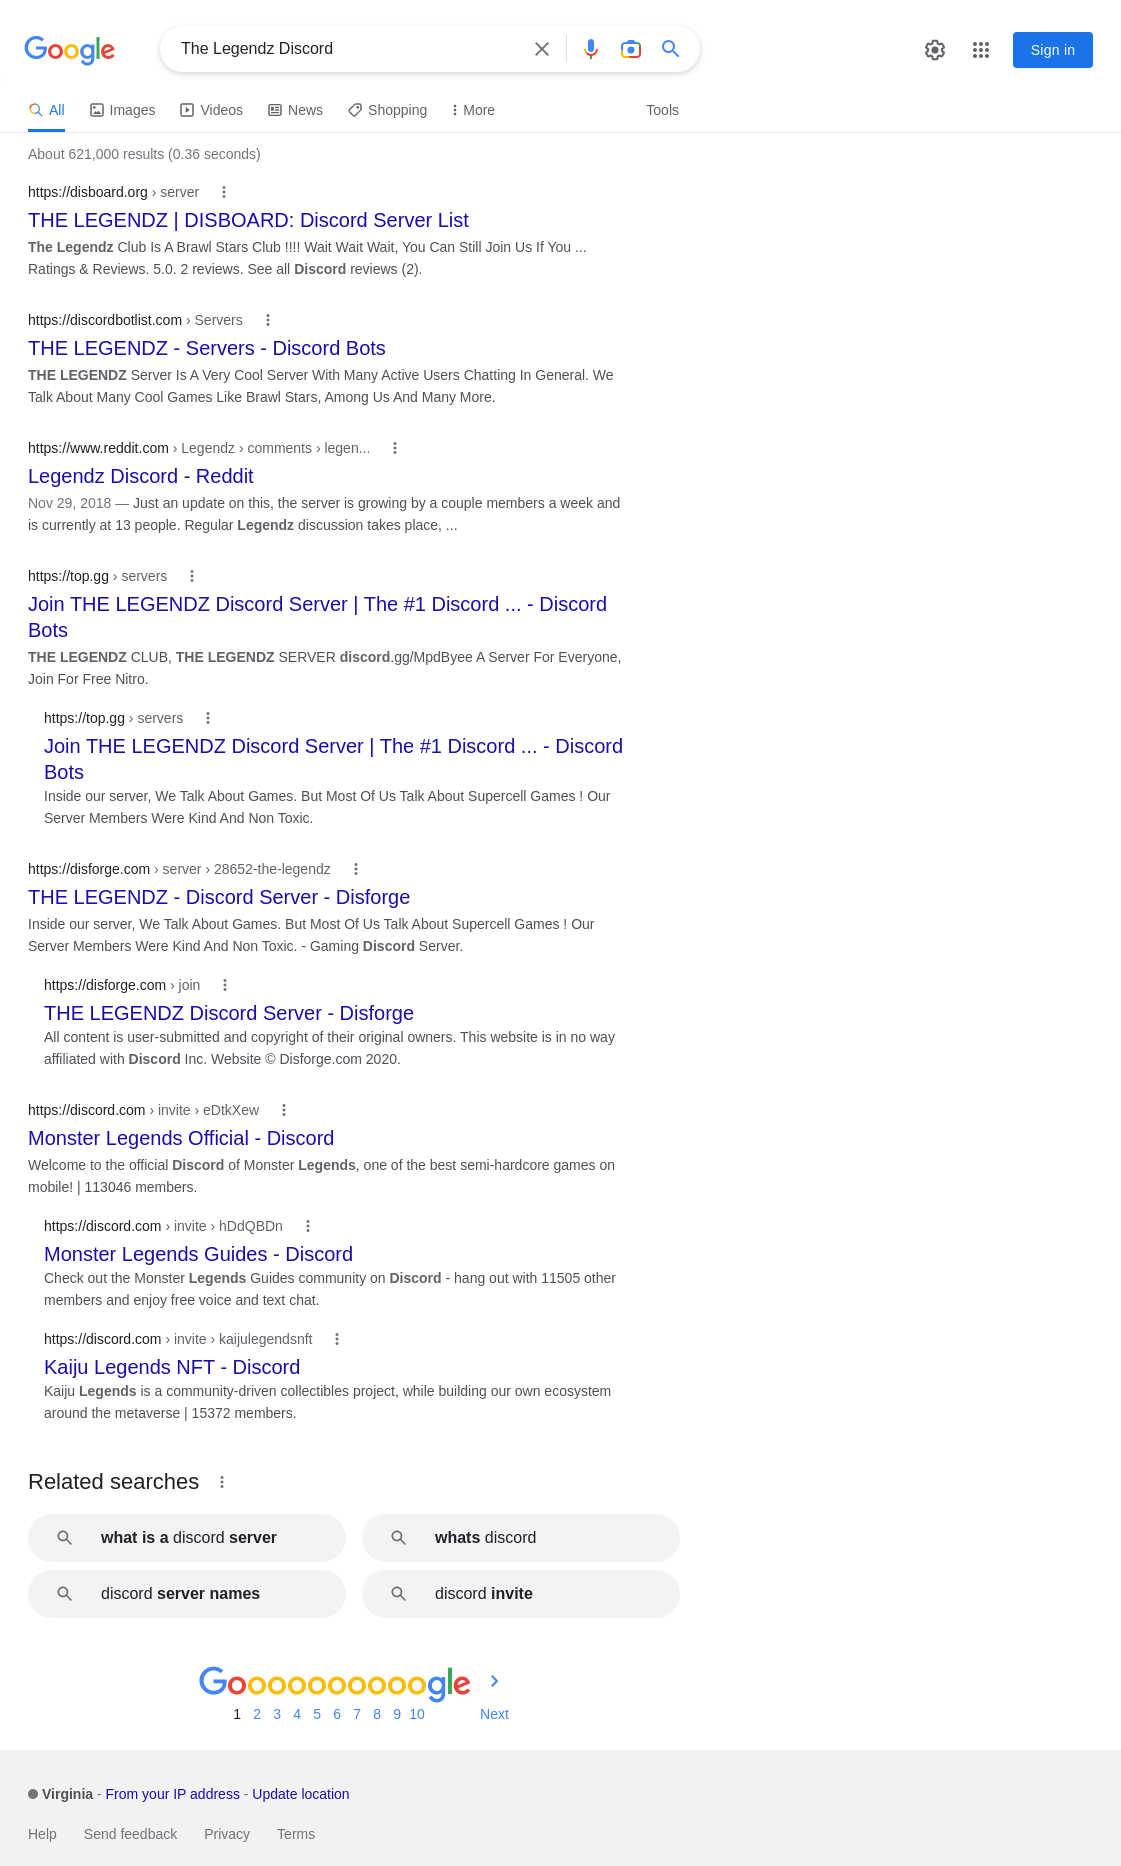 Google
The Legendz Discord
Sign in
All
Images
Videos
News
Shopping
More
Tools
About 621,000 results (0.36 seconds)
https://disboard.org › server
THE LEGENDZ | DISBOARD: Discord Server List
The Legendz Club Is A Brawl Stars Club !!!! Wait Wait Wait, You Can Still Join Us If You ...
Ratings & Reviews. 5.0. 2 reviews. See all Discord reviews (2).
https://discordbotlist.com › Servers
THE LEGENDZ - Servers - Discord Bots
THE LEGENDZ Server Is A Very Cool Server With Many Active Users Chatting In General. We
Talk About Many Cool Games Like Brawl Stars, Among Us And Many More.
https://www.reddit.com › Legendz › comments › legen...
Legendz Discord - Reddit
Nov 29, 2018 — Just an update on this, the server is growing by a couple members a week and
is currently at 13 people. Regular Legendz discussion takes place, ...
https://top.gg › servers
Join THE LEGENDZ Discord Server | The #1 Discord ... - Discord
Bots
THE LEGENDZ CLUB, THE LEGENDZ SERVER discord.gg/MpdByee A Server For Everyone,
Join For Free Nitro.
https://top.gg › servers
Join THE LEGENDZ Discord Server | The #1 Discord ... - Discord
Bots
Inside our server, We Talk About Games. But Most Of Us Talk About Supercell Games ! Our
Server Members Were Kind And Non Toxic.
https://disforge.com › server › 28652-the-legendz
THE LEGENDZ - Discord Server - Disforge
Inside our server, We Talk About Games. But Most Of Us Talk About Supercell Games ! Our
Server Members Were Kind And Non Toxic. - Gaming Discord Server.
https://disforge.com › join
THE LEGENDZ Discord Server - Disforge
All content is user-submitted and copyright of their original owners. This website is in no way
affiliated with Discord Inc. Website © Disforge.com 2020.
https://discord.com › invite › eDtkXew
Monster Legends Official - Discord
Welcome to the official Discord of Monster Legends, one of the best semi-hardcore games on
mobile! | 113046 members.
https://discord.com › invite › hDdQBDn
Monster Legends Guides - Discord
Check out the Monster Legends Guides community on Discord - hang out with 11505 other
members and enjoy free voice and text chat.
https://discord.com › invite › kaijulegendsnft
Kaiju Legends NFT - Discord
Kaiju Legends is a community-driven collectibles project, while building our own ecosystem
around the metaverse | 15372 members.
Related searches
what is a discord server
whats discord
discord server names
discord invite
Goooooooooogle
1 2 3 4 5 6 7 8 9 10 Next
Virginia - From your IP address - Update location
Help Send feedback Privacy Terms